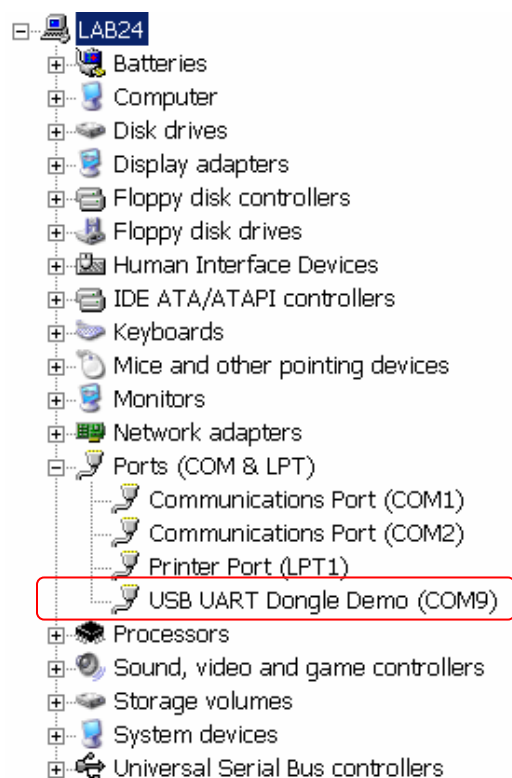 LAB24
Batteries
Computer
Disk drives
Display adapters
Floppy disk controllers
Floppy disk drives
Human Interface Devices
IDE ATA/ATAPI controllers
Keyboards
Mice and other pointing devices
Monitors
Network adapters
Ports (COM & LPT)
Communications Port (COM1)
Communications Port (COM2)
Printer Port (LPT1)
USB UART Dongle Demo (COM9)
Processors
Sound, video and game controllers
Storage volumes
System devices
Universal Serial Bus controllers